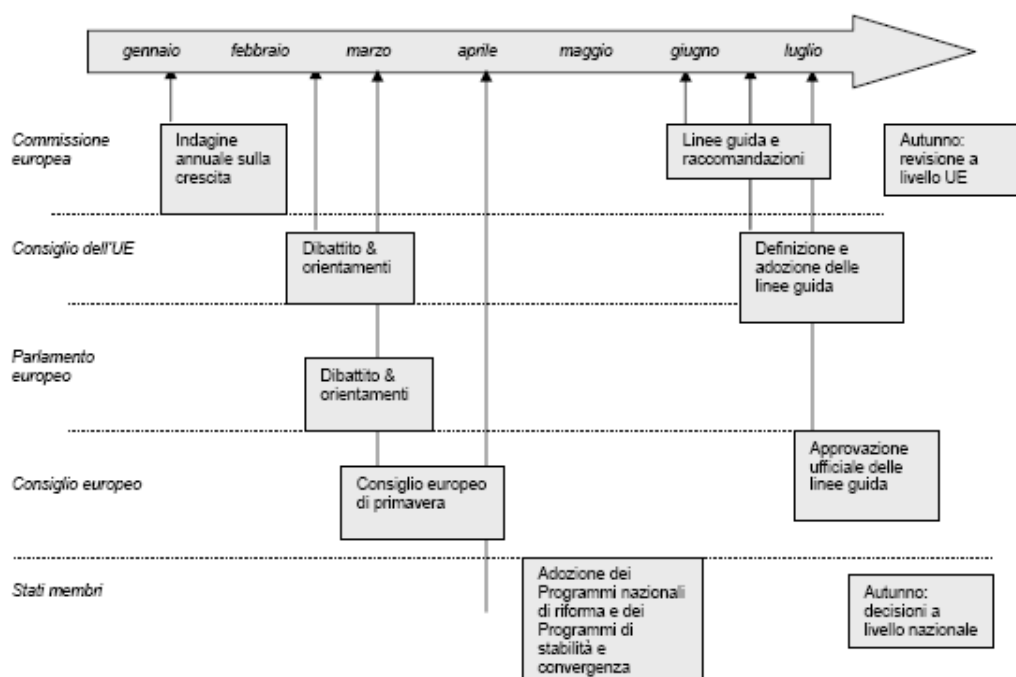 gennaio febbraio marzo aprile maggio giugno luglio
Commissione
europea
Indagine
annuale sulla
crescita
Linee guida e
raccomandazioni
Autunno:
revisione a
livello UE
Consiglio dell'UE
Dibattito &
orientamenti
Definizione e
adozione delle
linee guida
Parlamento
europeo
Dibattito &
orientamenti
Consiglio europeo
Consiglio europeo
di primavera
Approvazione
ufficiale delle
linee guida
Stati membri
Adozione dei
Programmi nazionali
di riforma e dei
Programmi di
stabilità e
convergenza
Autunno:
decisioni a
livello nazionale